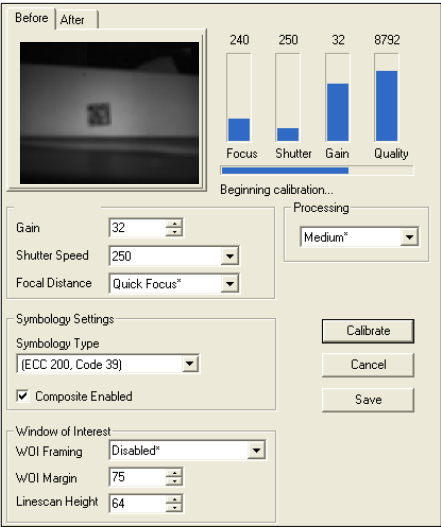 Before After
240 250 32 8792
Focus Shutter Gain Quality
Beginning calibration...
Processing
Medium*
Gain 32
Shutter Speed 250
Focal Distance Quick Focus*
Symbology Settings
Symbology Type
(ECC 200, Code 39)
Composite Enabled
Calibrate
Cancel
Save
Window of Interest
WOI Framing Disabled*
WOI Margin 75
Linescan Height 64